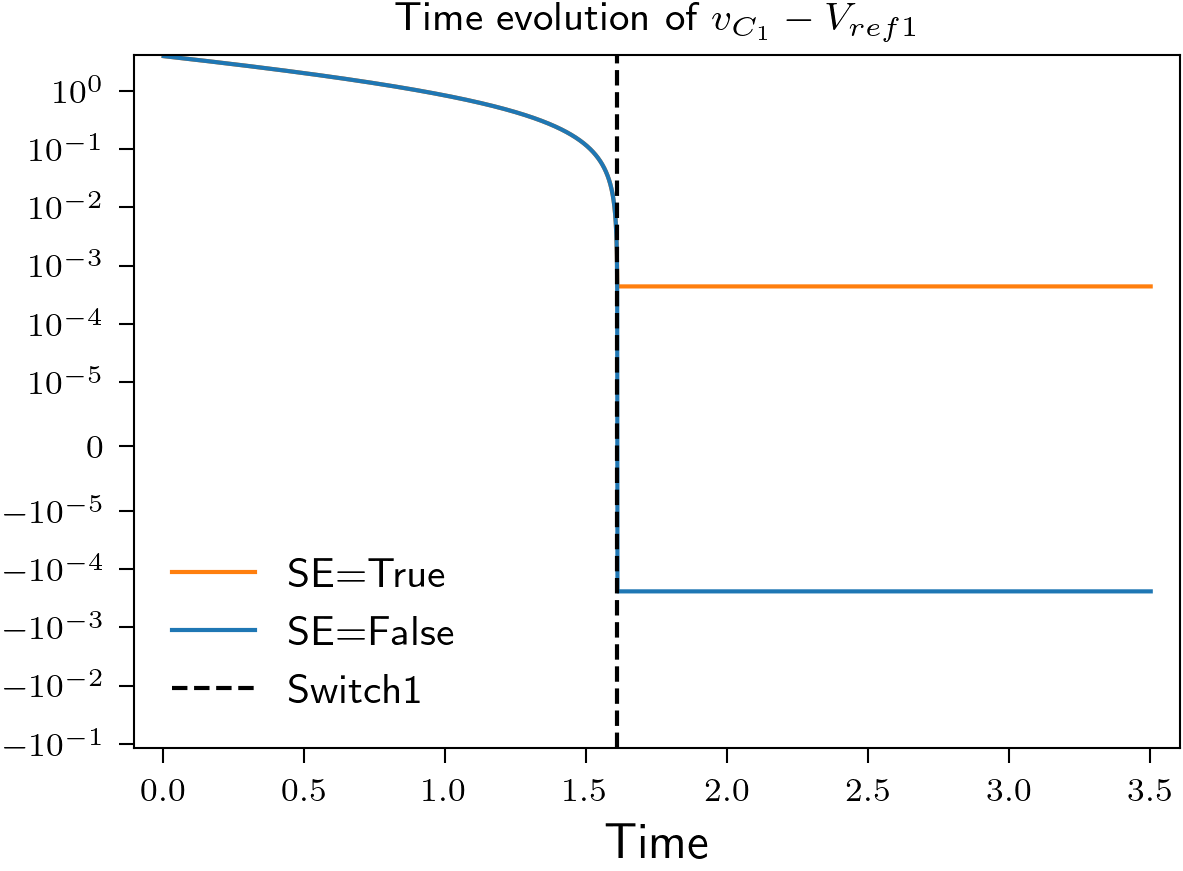 Time evolution of $v_{C_1} - V_{ref1}$
10⁰
10⁻¹
10⁻²
10⁻³
10⁻⁴
10⁻⁵
0
−10⁻⁵
−10⁻⁴
−10⁻³
−10⁻²
−10⁻¹
SE=True
SE=False
Switch1
0.0 0.5 1.0 1.5 2.0 2.5 3.0 3.5
Time